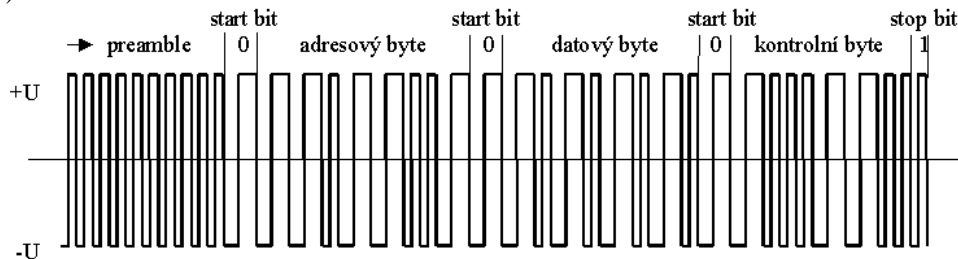 )
start bit start bit start bit stop bit
preamble 0 adresový byte 0 datový byte 0 kontrolní byte 1
+U
-U